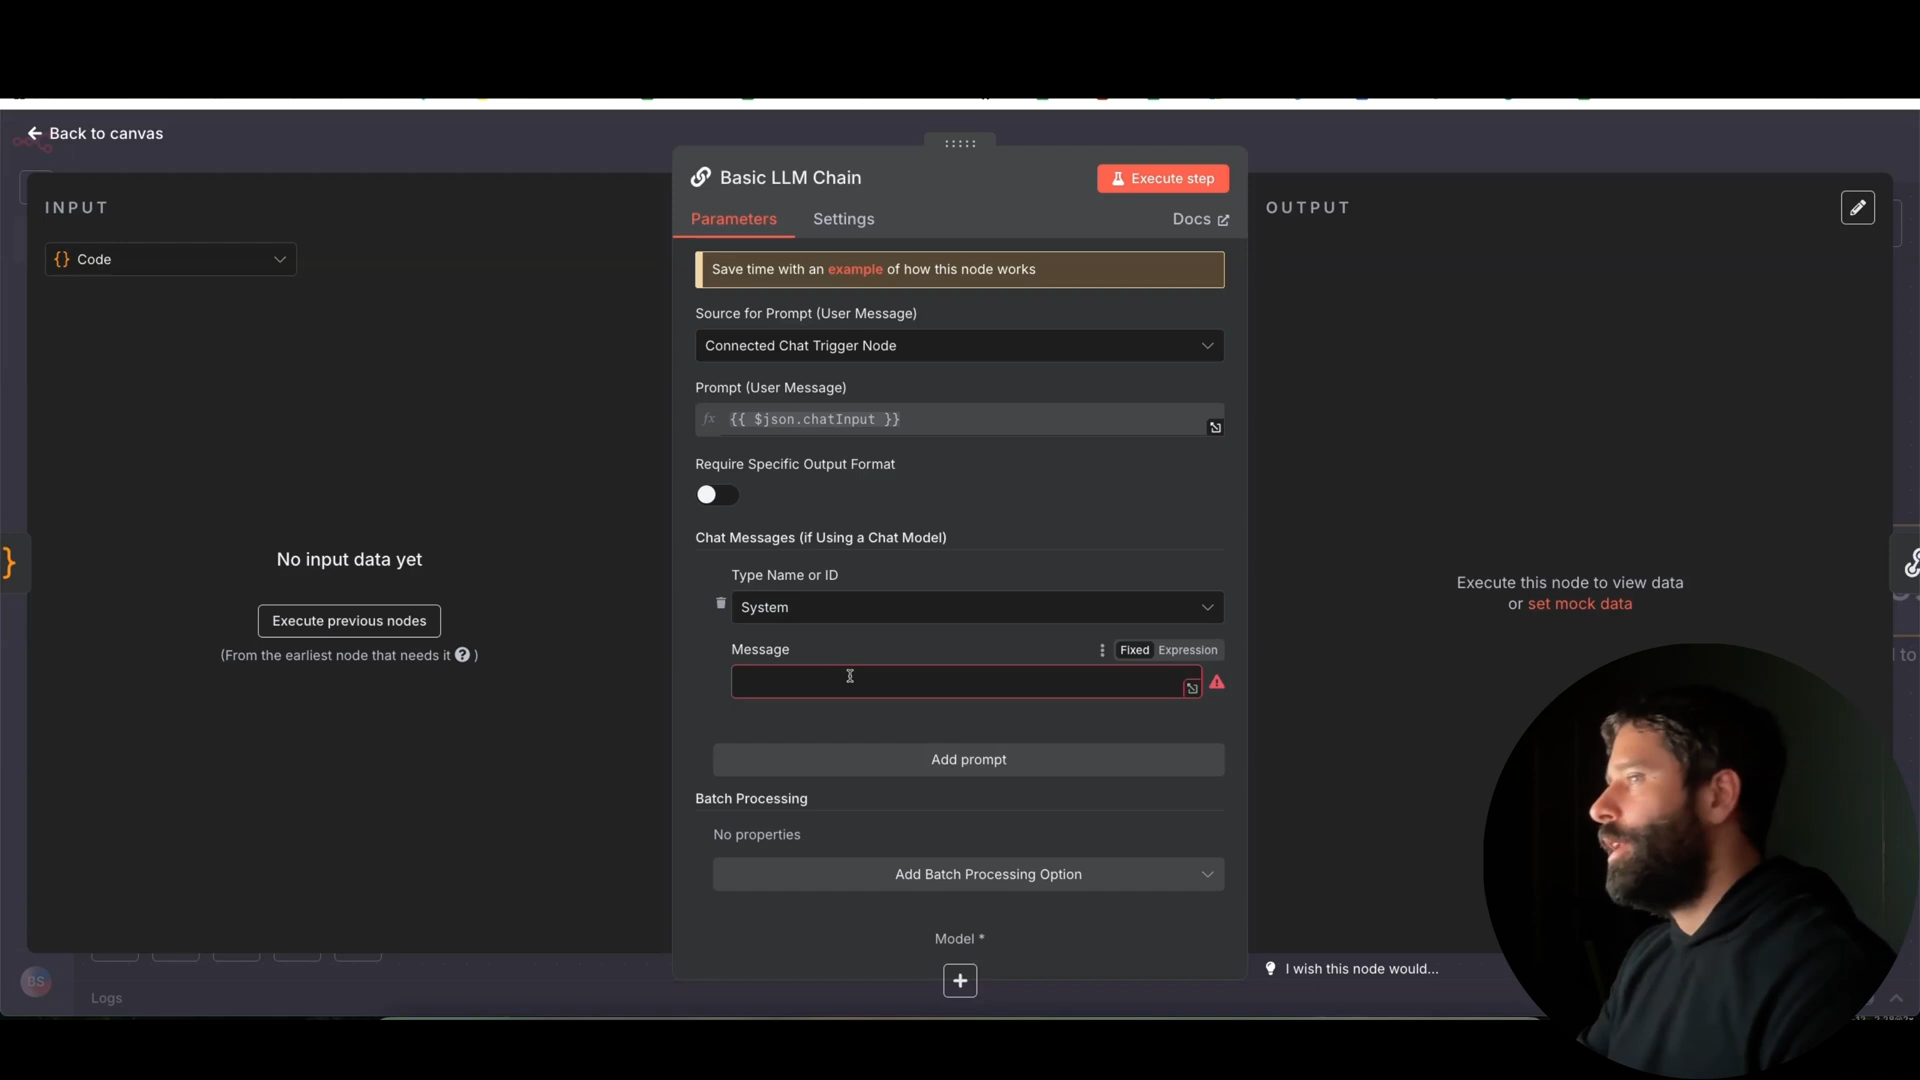 Back to canvas
INPUT
Code
No input data yet
Execute previous nodes
(From the earliest node that needs it ? )
Basic LLM Chain
Execute step
Parameters
Settings
Docs
Save time with an example of how this node works
Source for Prompt (User Message)
Connected Chat Trigger Node
Prompt (User Message)
fx {{ $json.chatInput }}
Require Specific Output Format
Chat Messages (if Using a Chat Model)
Type Name or ID
System
Message
Fixed
Expression
Add prompt
Batch Processing
No properties
Add Batch Processing Option
Model *
OUTPUT
Execute this node to view data
or set mock data
I wish this node would...
BS
Logs